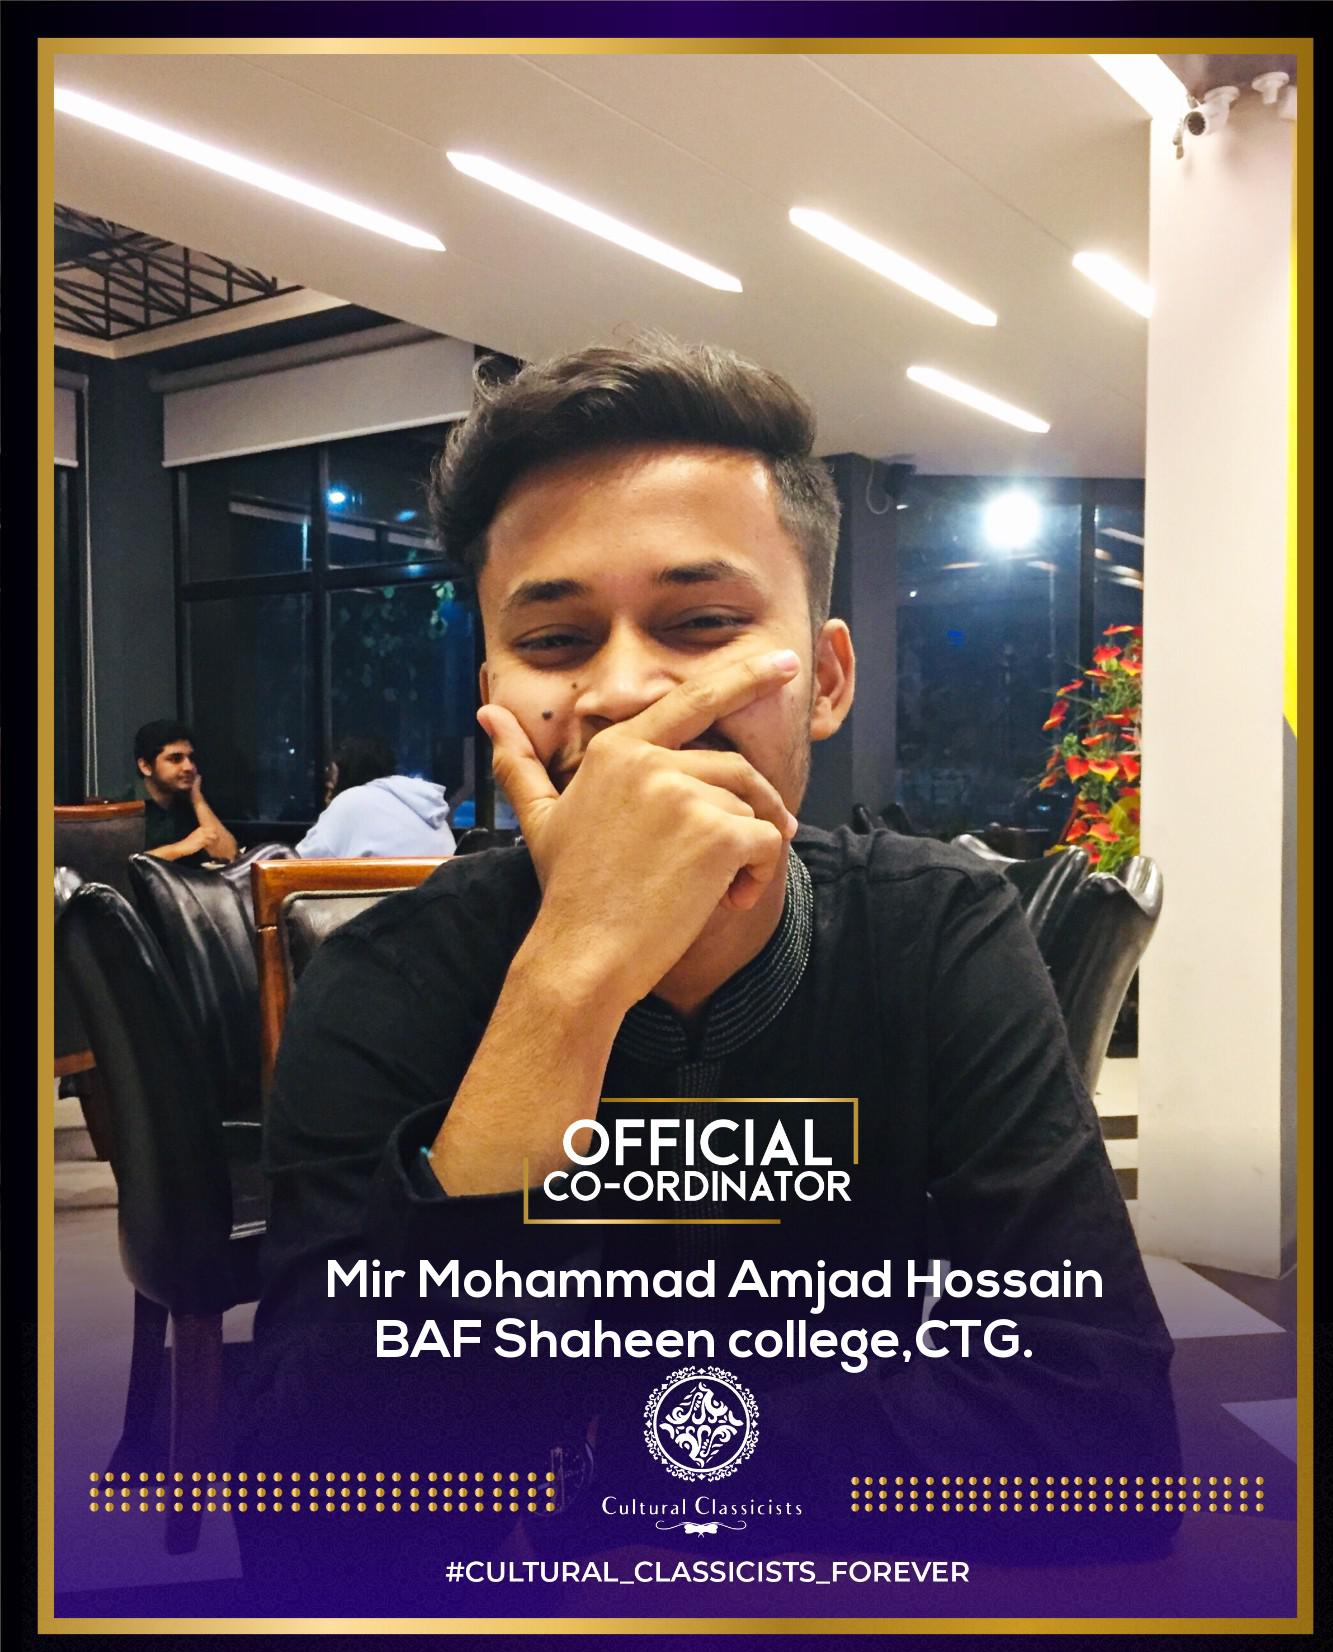 OFFICIAL
CO-ORDINATOR
Mir Mohammad Amjad Hossain
BAF Shaheen college,CTG.
Cultural Classicists
#CULTURAL_CLASSICISTS_FOREVER